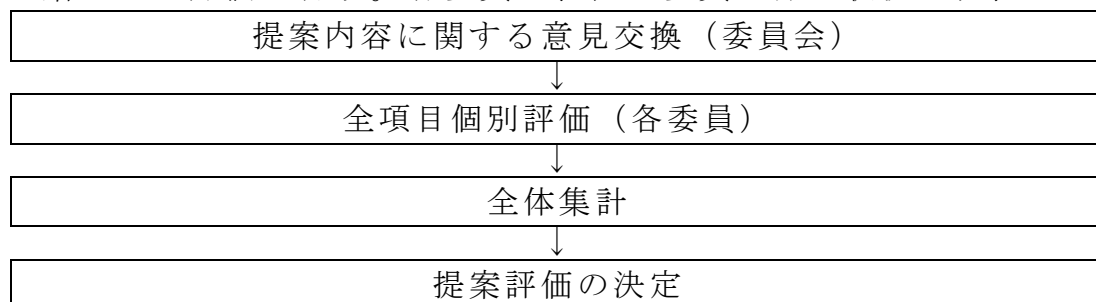 提案内容に関する意見交換（委員会）
↓
全項目個別評価（各委員）
↓
全体集計
↓
提案評価の決定